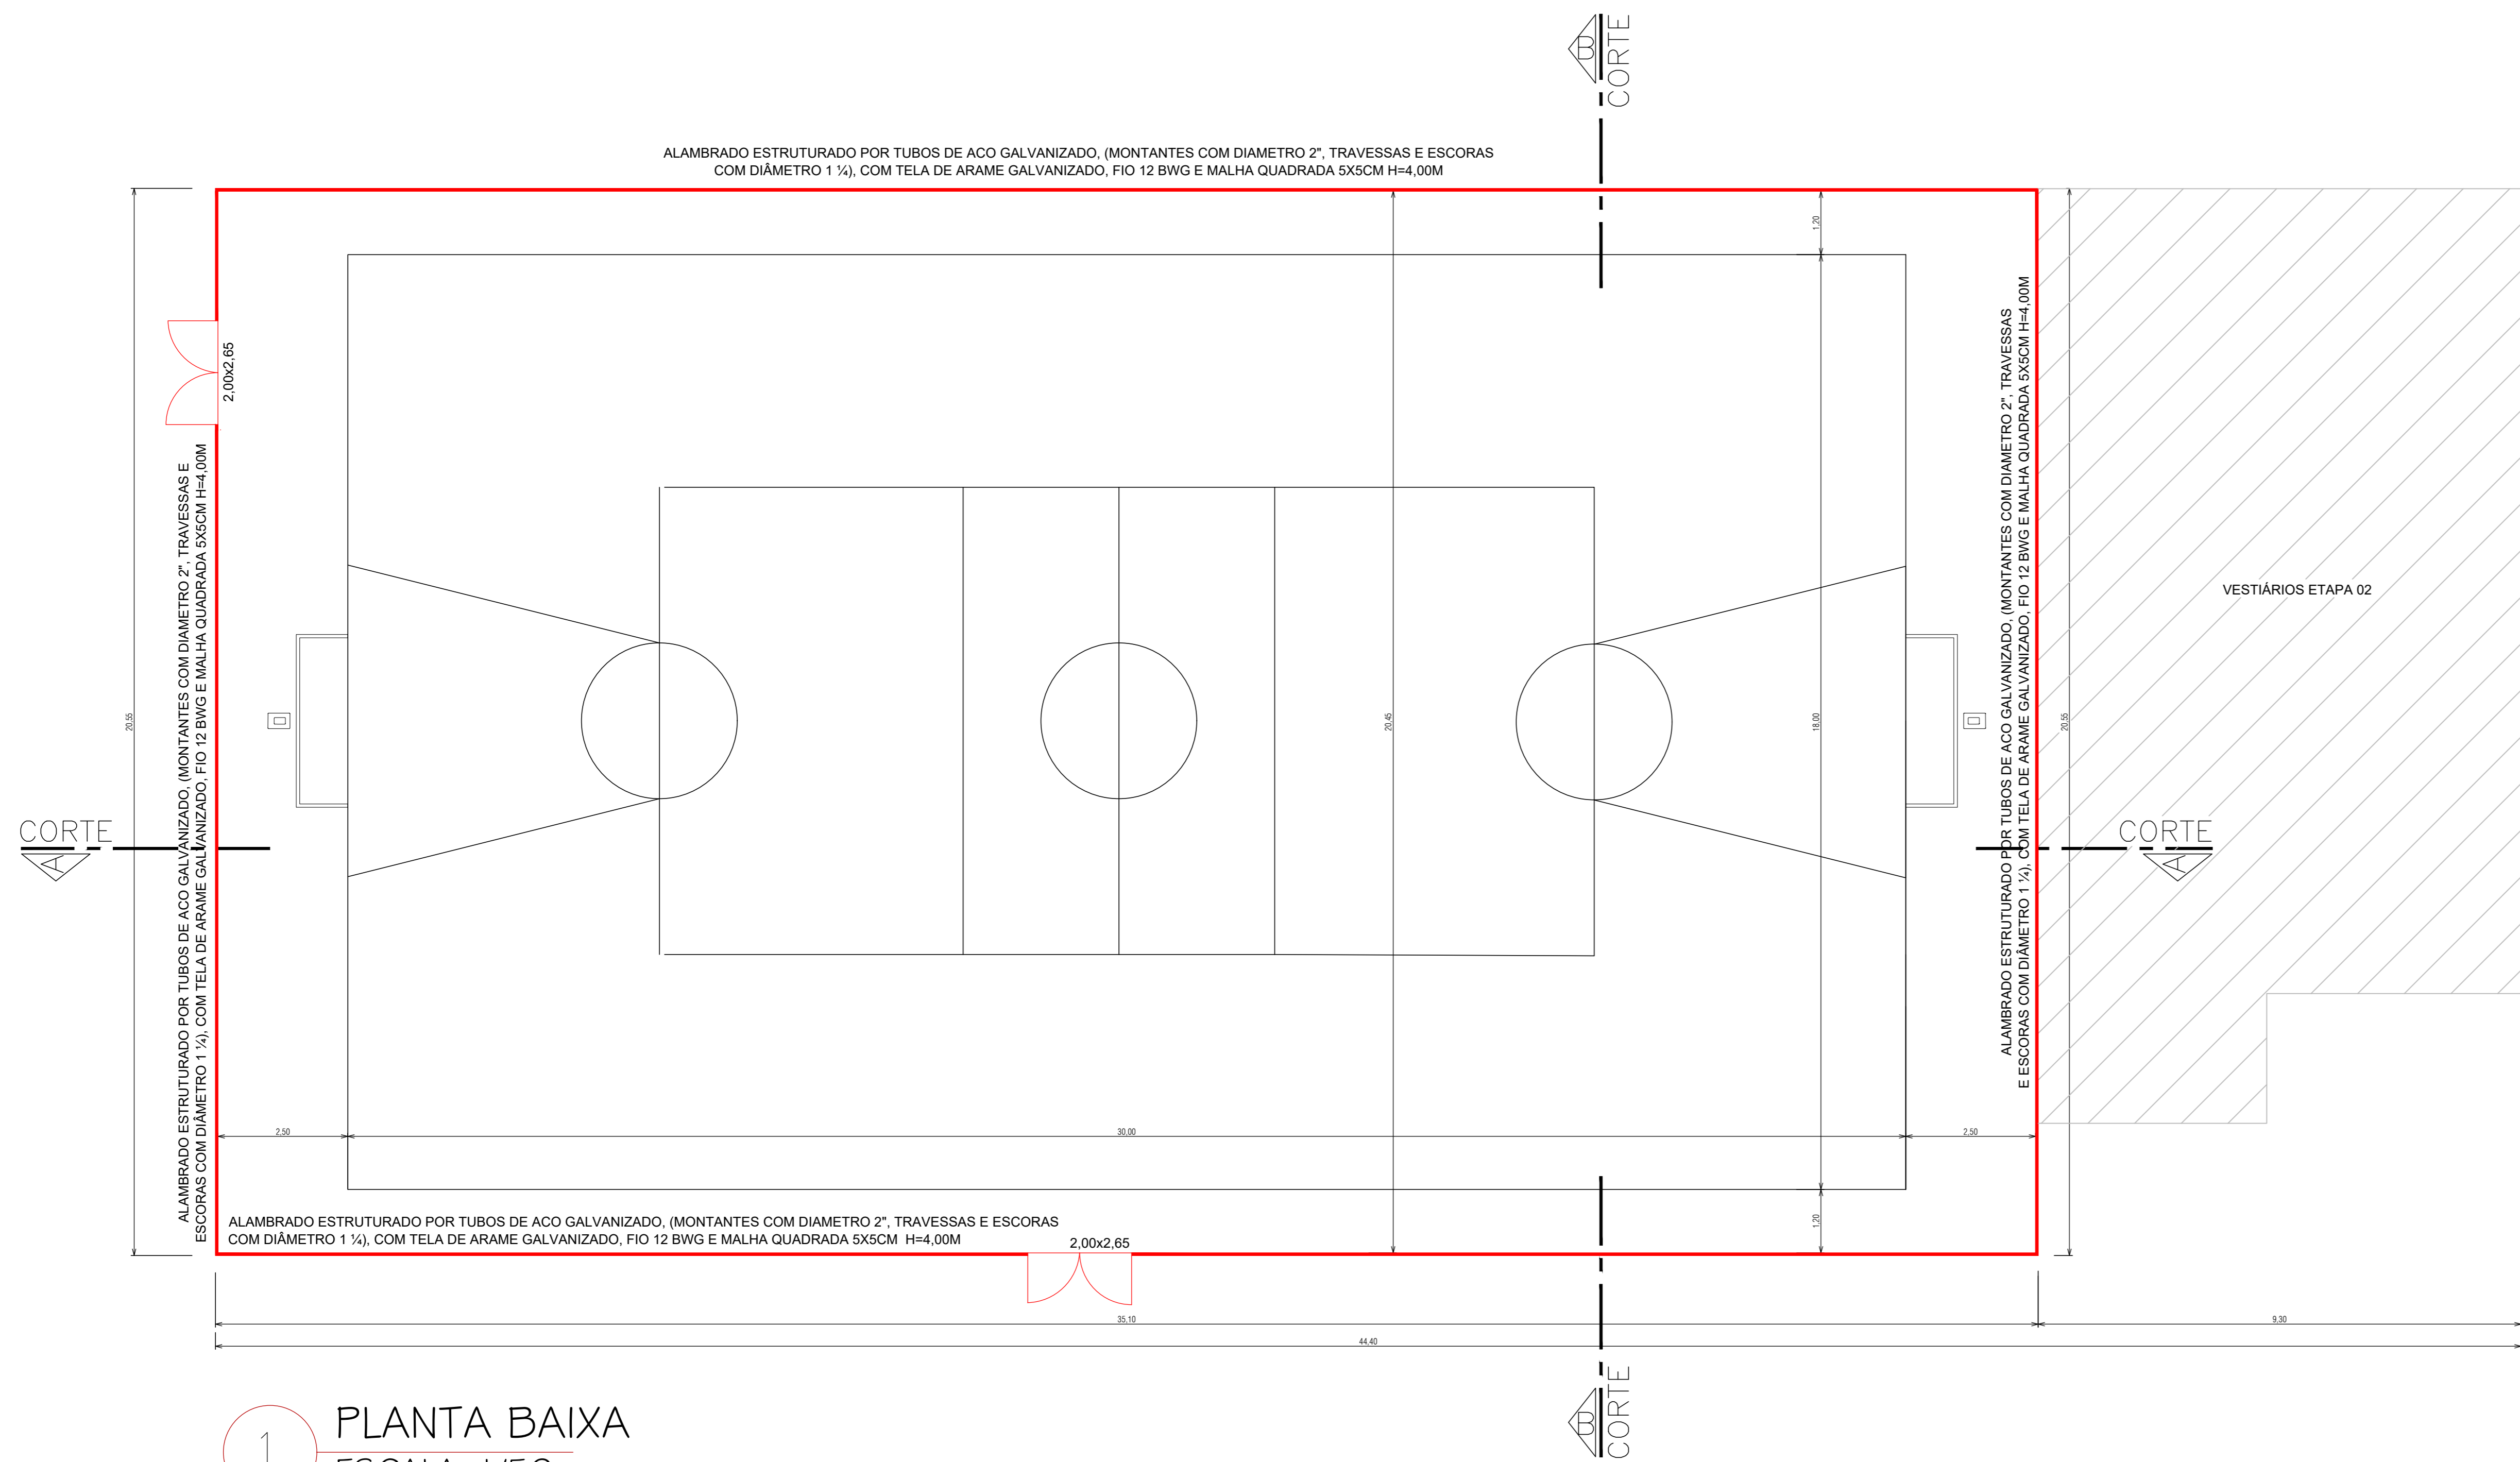 B
CORTE
ALAMBRADO ESTRUTURADO POR TUBOS DE ACO GALVANIZADO, (MONTANTES COM DIAMETRO 2", TRAVESSAS E ESCORAS
COM DIÂMETRO 1 ¼), COM TELA DE ARAME GALVANIZADO, FIO 12 BWG E MALHA QUADRADA 5X5CM H=4,00M
1,20
2,00x2,65
ALAMBRADO ESTRUTURADO POR TUBOS DE ACO GALVANIZADO, (MONTANTES COM DIAMETRO 2", TRAVESSAS E
ESCORAS COM DIÂMETRO 1 ¼), COM TELA DE ARAME GALVANIZADO, FIO 12 BWG E MALHA QUADRADA 5X5CM H=4,00M
ALAMBRADO ESTRUTURADO POR TUBOS DE ACO GALVANIZADO, (MONTANTES COM DIAMETRO 2", TRAVESSAS
E ESCORAS COM DIÂMETRO 1 ¼), COM TELA DE ARAME GALVANIZADO, FIO 12 BWG E MALHA QUADRADA 5X5CM H=4,00M
VESTIÁRIOS ETAPA 02
20,55
20,45
18,00
20,55
CORTE
A
CORTE
A
2,50
30,00
2,50
ALAMBRADO ESTRUTURADO POR TUBOS DE ACO GALVANIZADO, (MONTANTES COM DIAMETRO 2", TRAVESSAS E ESCORAS
COM DIÂMETRO 1 ¼), COM TELA DE ARAME GALVANIZADO, FIO 12 BWG E MALHA QUADRADA 5X5CM H=4,00M
1,20
2,00x2,65
35,10
9,30
44,40
B
CORTE
1
PLANTA BAIXA